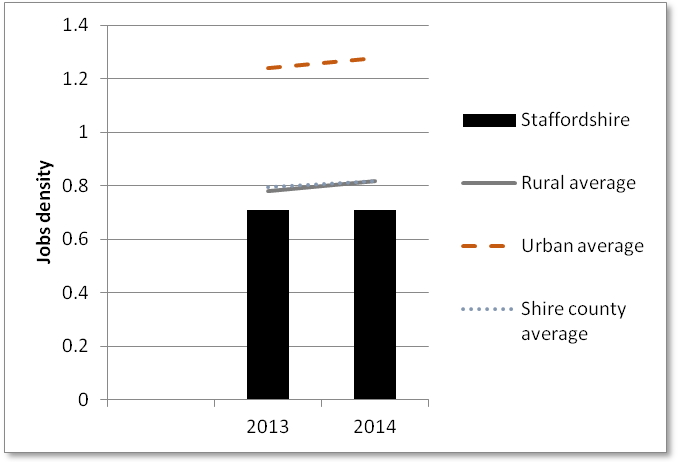 1.4
1.2
1
0.8
0.6
0.4
0.2
0
Jobs density
2013
2014
Staffordshire
Rural average
Urban average
Shire county
average